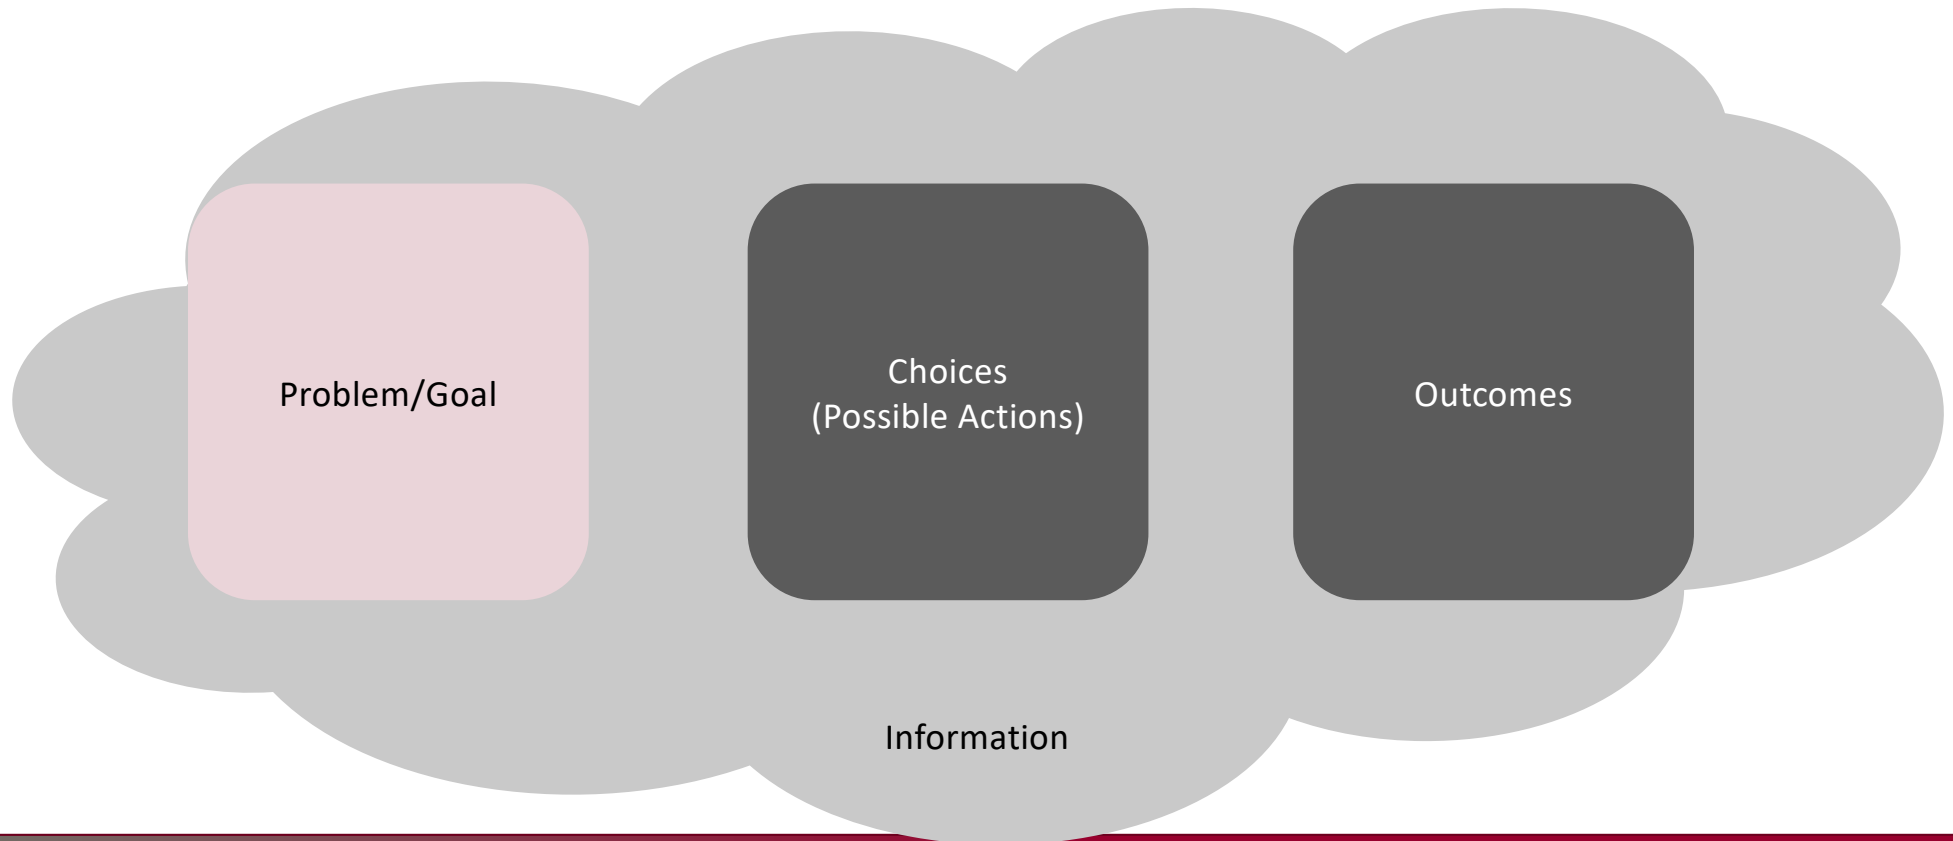 Problem/Goal
Choices
(Possible Actions)
Outcomes
Information